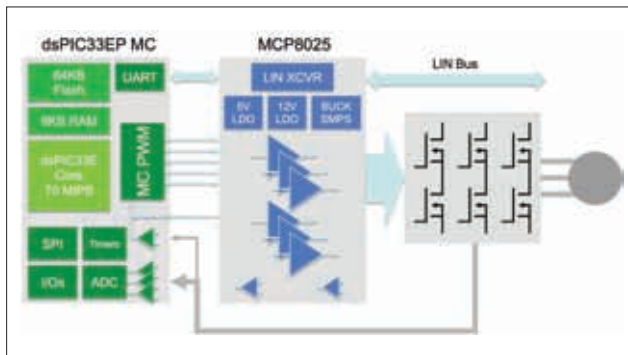 dsPIC33EP MC
MCP8025
64KB
Flash
UART
LIN XCVR
LIN Bus
5V
LDO
12V
LDO
BUCK
SMPS
8KB RAM
MC PWM
dsPIC33E
Core
70 MIPS
SPI
Timers
I/Os
ADC